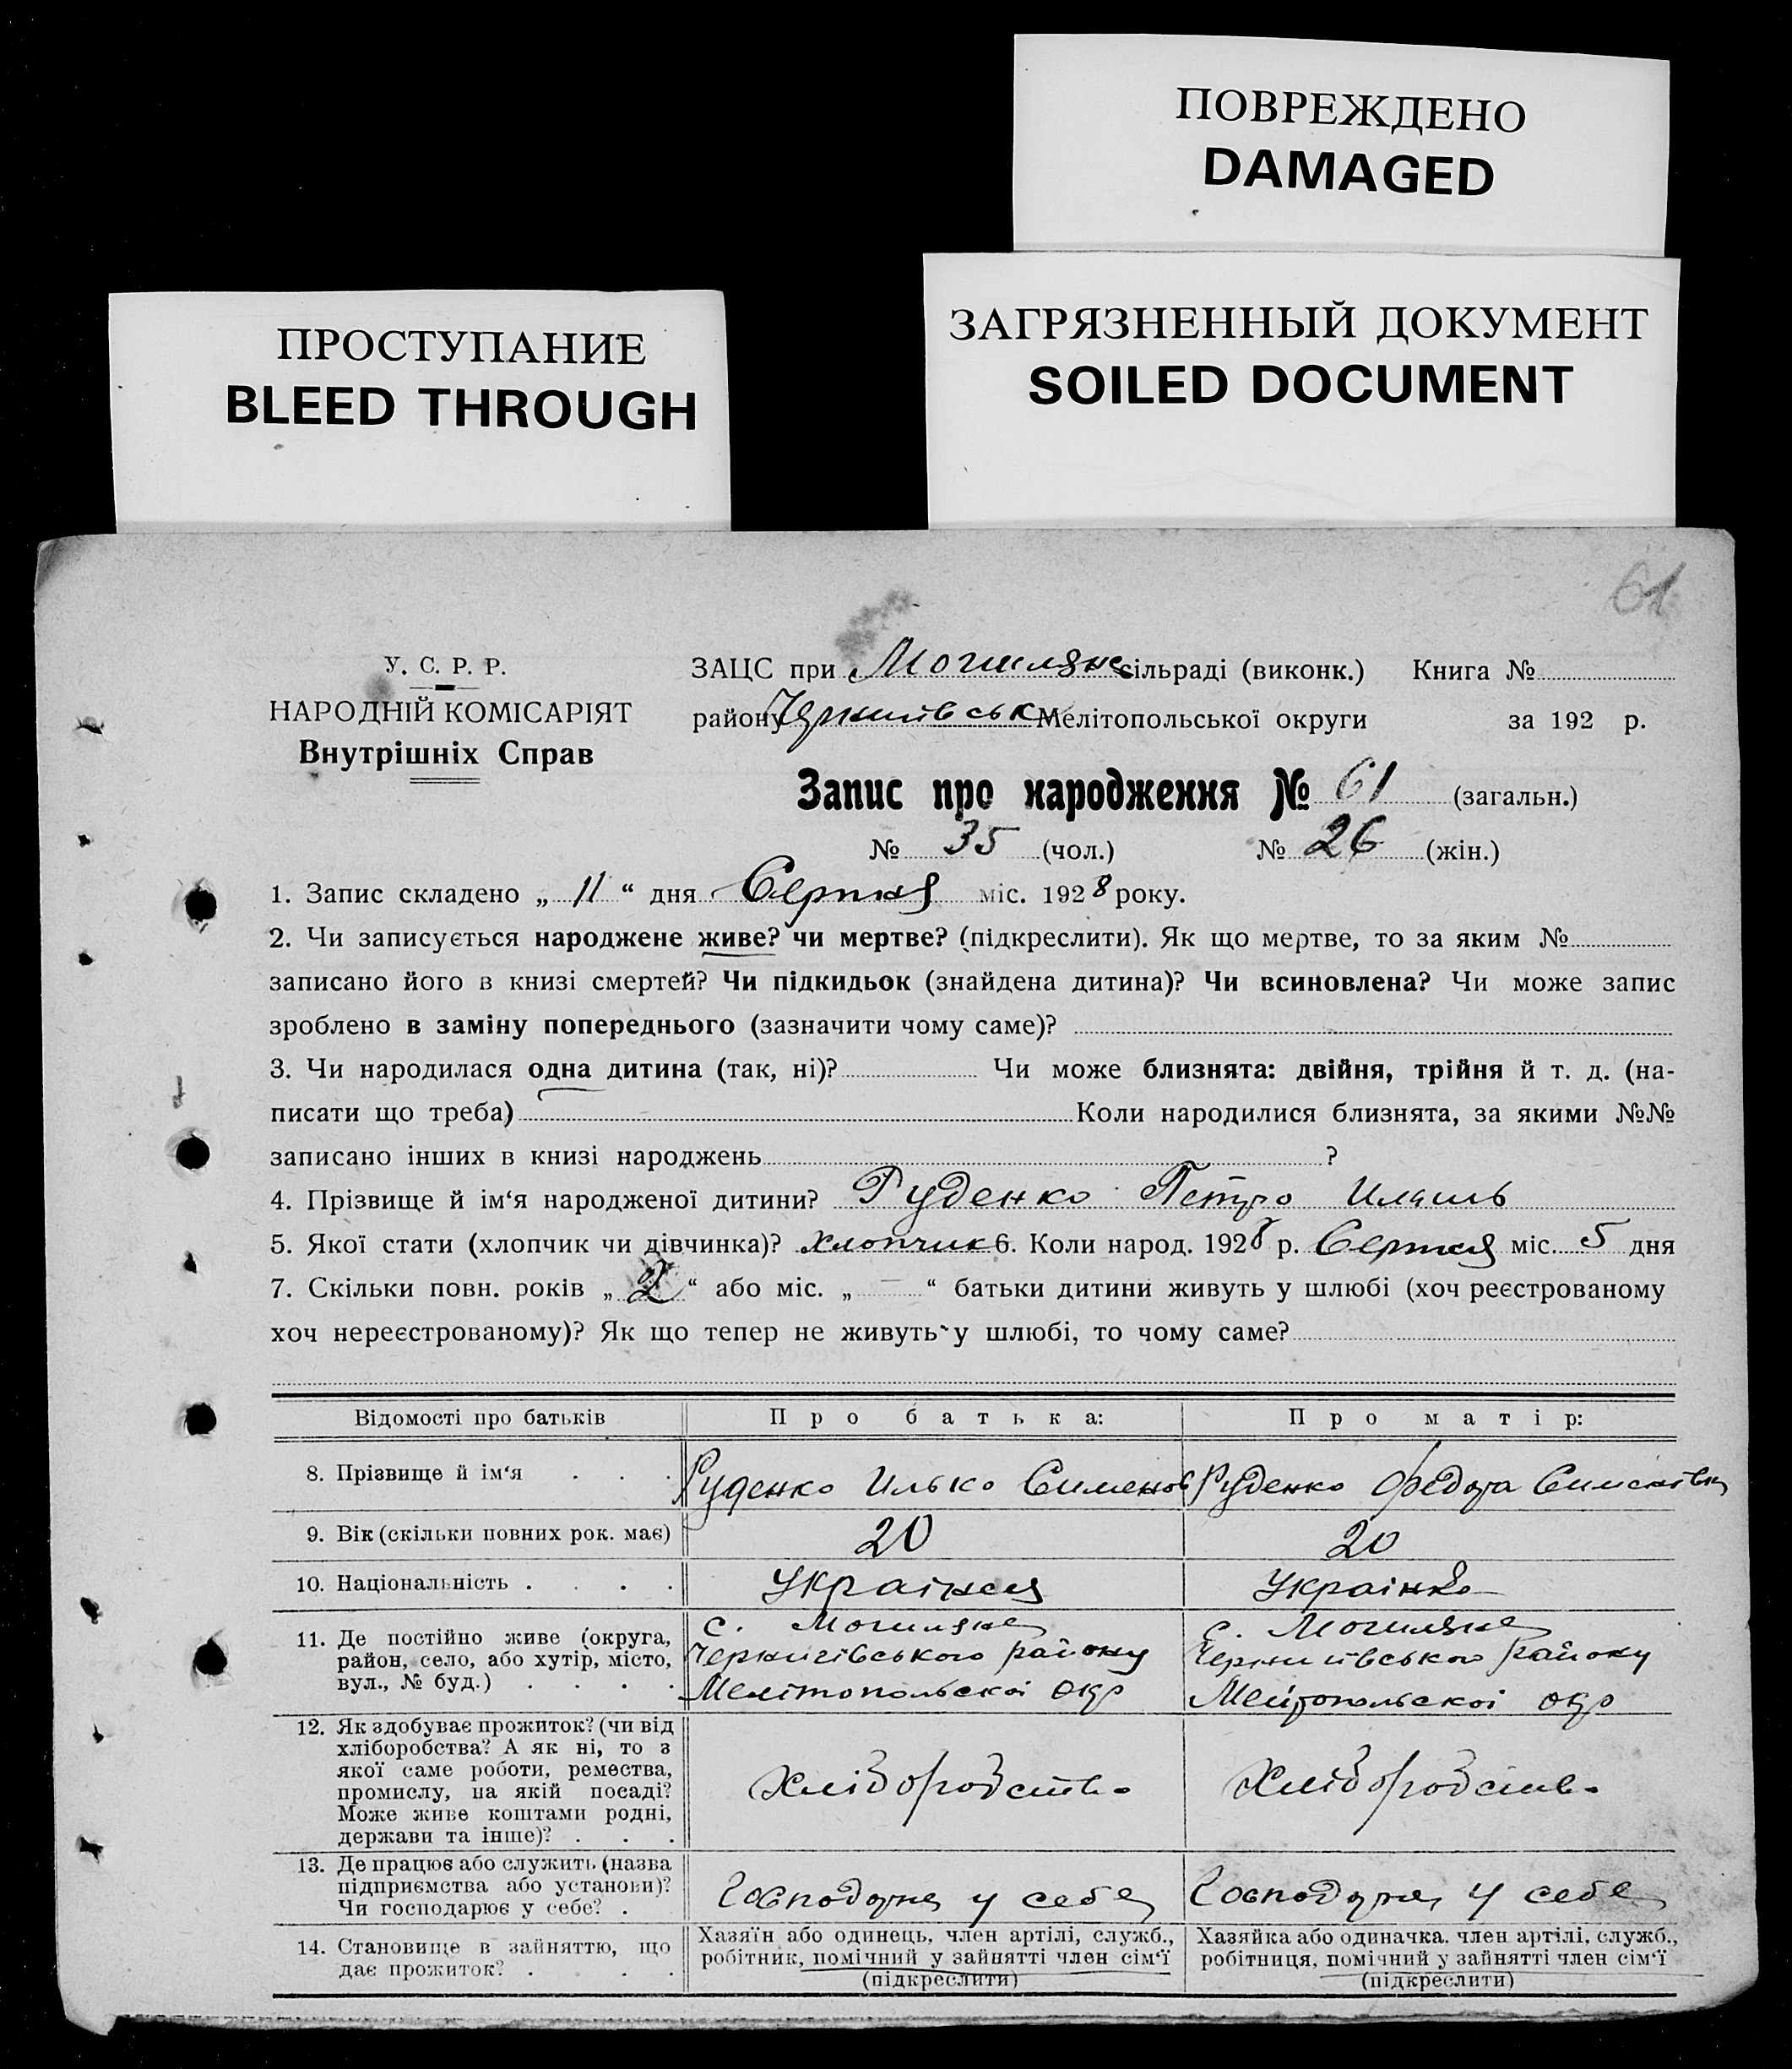 ПОВРЕЖДЕНО
DAMAGED
ПРОСТУПАНИЕ
BLEED THROUGH
ЗАГРЯЗНЕННЫЙ ДОКУМЕНТ
SOILED DOCUMENT
61
У. С. Р. Р.
НАРОДНІЙ КОМІСАРІЯТ
Внутрішніх Справ
ЗАЦС при Могиляне сільраді (виконк.) Книга №
району Чернигівськ Мелітопольської округи за 192 р.
Запис про народження № 61 (загальн.)
№ 35 (чол.) № 26 (жін.)
1. Запис складено „ 11 “ дня Серпня міс. 1928 року.
2. Чи записується народжене живе? чи мертве? (підкреслити). Як що мертве, то за яким №
записано його в книзі смертей? Чи підкидьок (знайдена дитина)? Чи всиновлена? Чи може запис
зроблено в заміну попереднього (зазначити чому саме)?
3. Чи народилася одна дитина (так, ні)? Чи може близнята: двійня, трійня й т. д. (на-
писати що треба) Коли народилися близнята, за якими №№
записано інших в книзі народжень ?
4. Прізвище й ім‘я народженої дитини? Руденко Петро
5. Якої стати (хлопчик чи дівчинка)? хлопчик 6. Коли народ. 1928 р. Серпня міс. 5 дня
7. Скільки повн. років „ 2 “ або міс. „ — “ батьки дитини живуть у шлюбі (хоч реєстрованому
хоч нереєстрованому)? Як що тепер не живуть у шлюбі, то чому саме?
Відомості про батьків Про батька: Про матір:
8. Прізвище й ім‘я Руденко Илько Сименов Руденко Федора Сименівна
9. Вік (скільки повних рок. має) 20 20
10. Національність Українец Українка
11. Де постійно живе (округа, район, село, або хутір, місто, вул., № буд.)
с. Могиляне
Чернигівського району
Мелітопольскоі окр
с. Могиляне
Чернигівського району
Мелітопольскоі окр
12. Як здобуває прожиток? (чи від
хліборобства? А як ні, то з
якої саме роботи, ремества,
промислу, на якій посаді?
Може живе коштами родні,
держави та інше)?
Хліборобство Хліборобство
13. Де працює або служить (назва
підприємства або установи)?
Чи господарює у себе?
Господарує у себе Господарує у себе
14. Становище в зайняттю, що
дає прожиток?
Хазяїн або одинець, член артілі, служб.,
робітник, помічний у зайнятті член сім‘ї
(підкреслити)
Хазяйка або одиначка. член артілі, служб.,
робітниця, помічний у зайнятті член сім‘ї
(підкреслити)